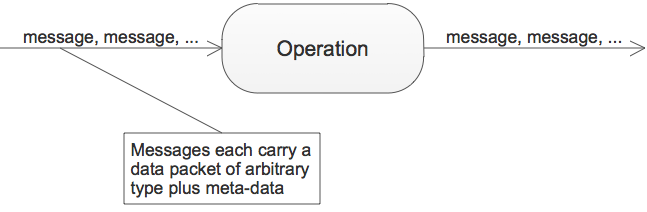 message, message, ...
Operation
message, message, ...
Messages each carry a
data packet of arbitrary
type plus meta-data